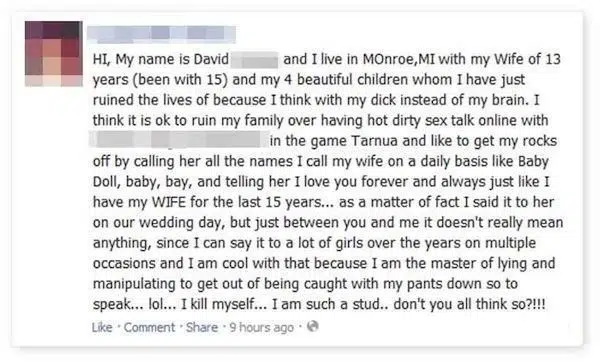 HI, My name is David and I live in MOnroe,MI with my Wife of 13
years (been with 15) and my 4 beautiful children whom I have just
ruined the lives of because I think with my dick instead of my brain. I
think it is ok to ruin my family over having hot dirty sex talk online with
in the game Tarnua and like to get my rocks
off by calling her all the names I call my wife on a daily basis like Baby
Doll, baby, bay, and telling her I love you forever and always just like I
have my WIFE for the last 15 years... as a matter of fact I said it to her
on our wedding day, but just between you and me it doesn't really mean
anything, since I can say it to a lot of girls over the years on multiple
occasions and I am cool with that because I am the master of lying and
manipulating to get out of being caught with my pants down so to
speak... lol... I kill myself... I am such a stud.. don't you all think so?!!!
Like · Comment · Share · 9 hours ago ·